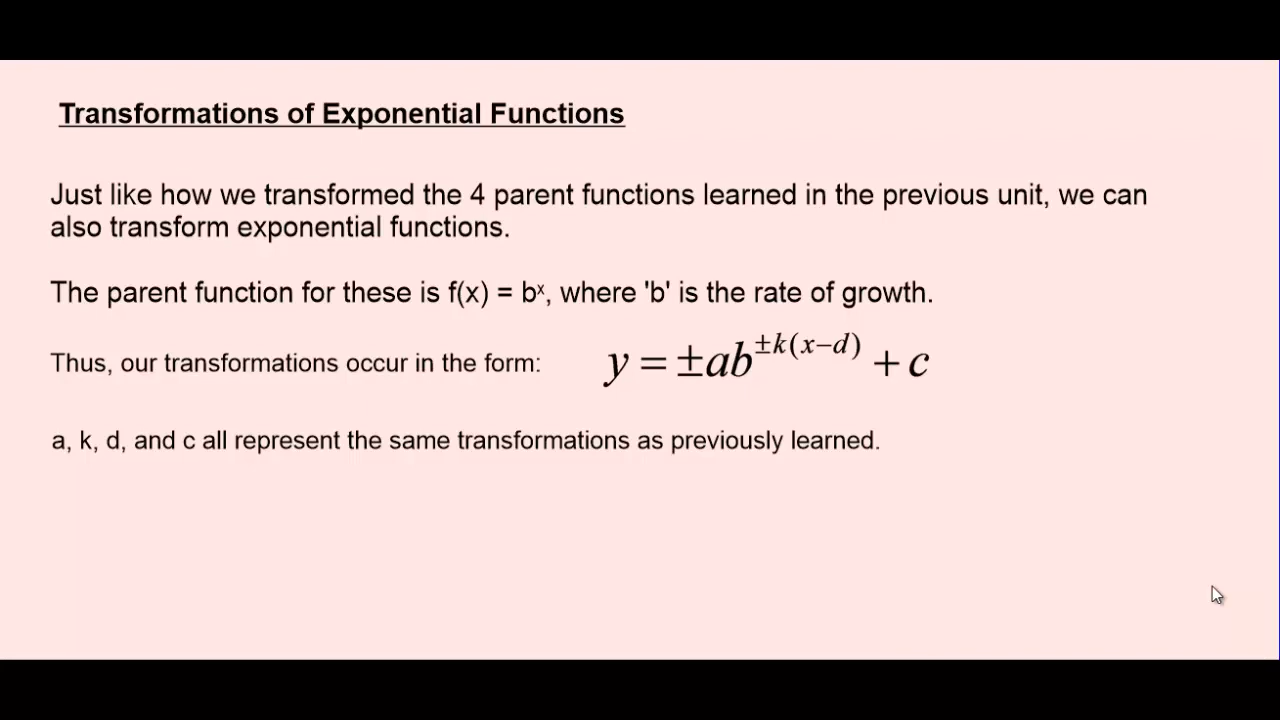 Transformations of Exponential Functions
Just like how we transformed the 4 parent functions learned in the previous unit, we can
also transform exponential functions.
The parent function for these is f(x) = bˣ, where 'b' is the rate of growth.
Thus, our transformations occur in the form: y = ±ab^{±k(x−d)} + c
a, k, d, and c all represent the same transformations as previously learned.